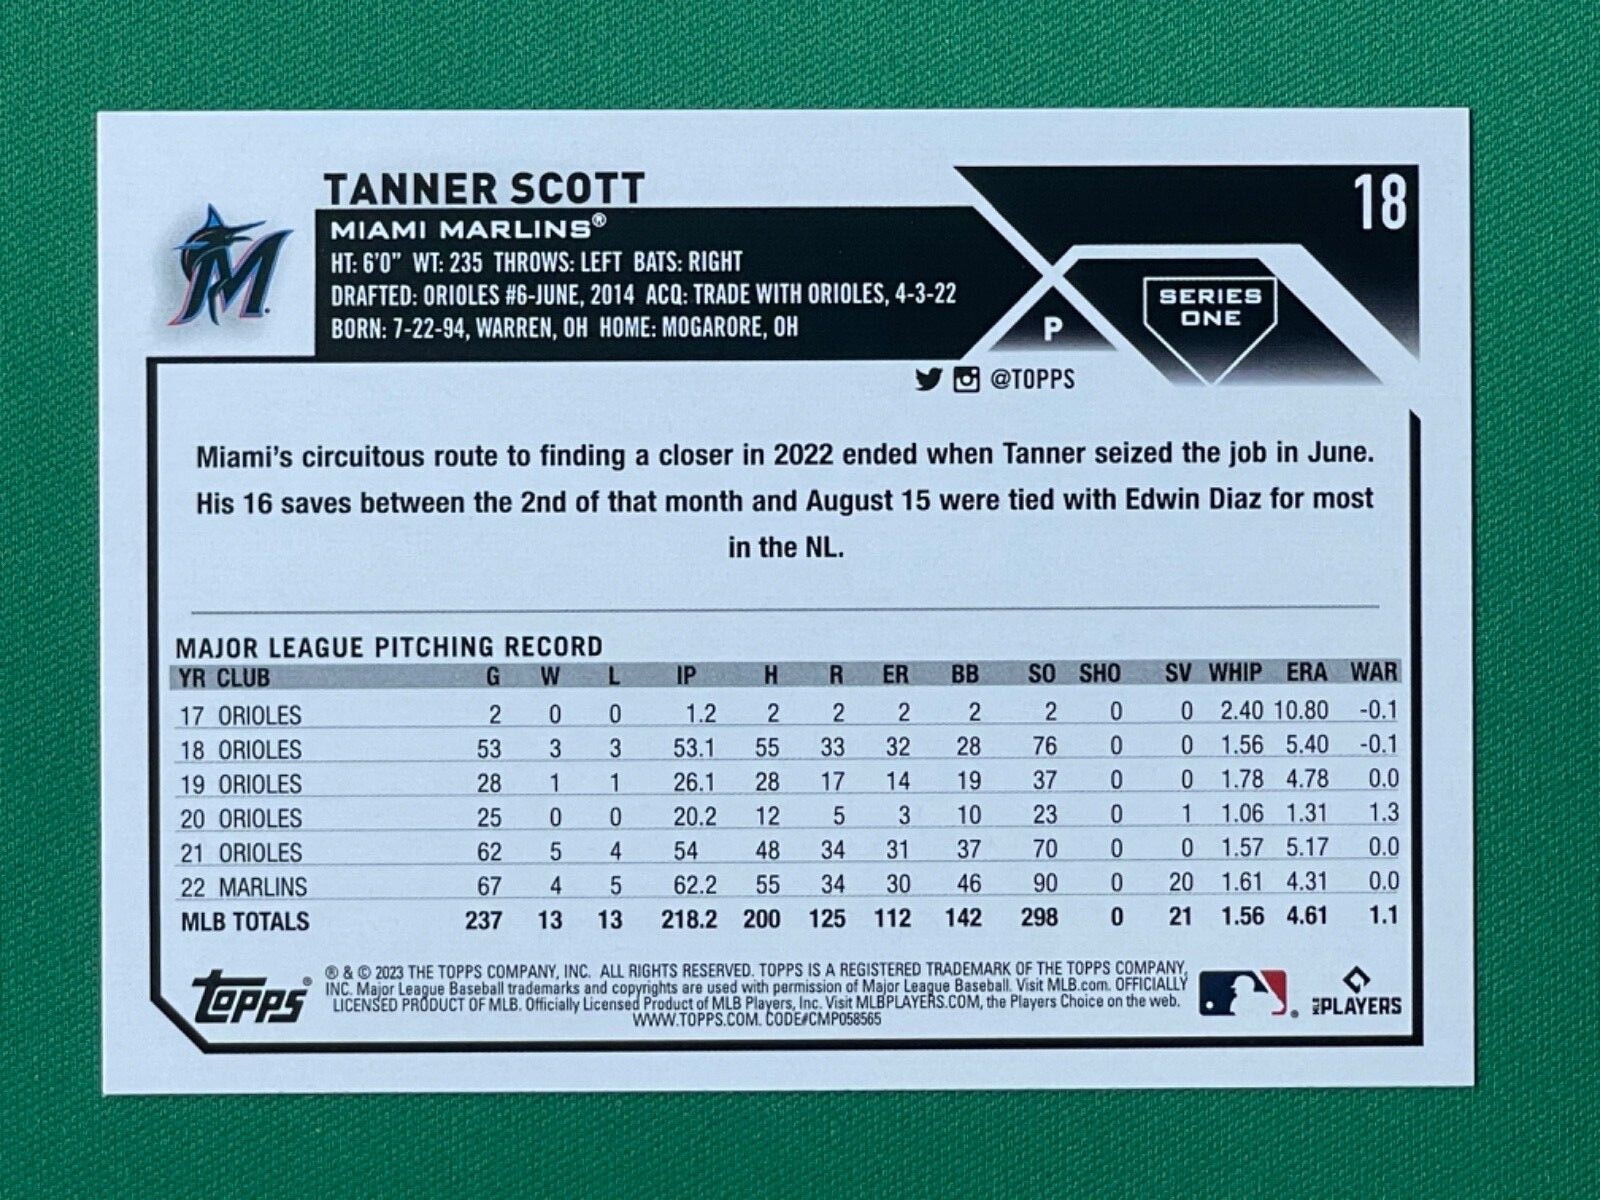 TANNER SCOTT
18
MIAMI MARLINS®
HT: 6'0" WT: 235 THROWS: LEFT BATS: RIGHT
DRAFTED: ORIOLES #6-JUNE, 2014 ACQ: TRADE WITH ORIOLES, 4-3-22
BORN: 7-22-94, WARREN, OH HOME: MOGARORE, OH
P
SERIES
ONE
M
@TOPPS
Miami's circuitous route to finding a closer in 2022 ended when Tanner seized the job in June.
His 16 saves between the 2nd of that month and August 15 were tied with Edwin Diaz for most
in the NL.
MAJOR LEAGUE PITCHING RECORD
YR CLUB G W L IP H R ER BB SO SHO SV WHIP ERA WAR
17 ORIOLES 2 0 0 1.2 2 2 2 2 2 0 0 2.40 10.80 -0.1
18 ORIOLES 53 3 3 53.1 55 33 32 28 76 0 0 1.56 5.40 -0.1
19 ORIOLES 28 1 1 26.1 28 17 14 19 37 0 0 1.78 4.78 0.0
20 ORIOLES 25 0 0 20.2 12 5 3 10 23 0 1 1.06 1.31 1.3
21 ORIOLES 62 5 4 54 48 34 31 37 70 0 0 1.57 5.17 0.0
22 MARLINS 67 4 5 62.2 55 34 30 46 90 0 20 1.61 4.31 0.0
MLB TOTALS 237 13 13 218.2 200 125 112 142 298 0 21 1.56 4.61 1.1
Topps®
® & © 2023 THE TOPPS COMPANY, INC. ALL RIGHTS RESERVED. TOPPS IS A REGISTERED TRADEMARK OF THE TOPPS COMPANY,
INC. Major League Baseball trademarks and copyrights are used with permission of Major League Baseball. Visit MLB.com. OFFICIALLY
LICENSED PRODUCT OF MLB. Officially Licensed Product of MLB Players, Inc. Visit MLBPLAYERS.COM, the Players Choice on the web.
WWW.TOPPS.COM. CODE#CMP058565
®
MLB PLAYERS